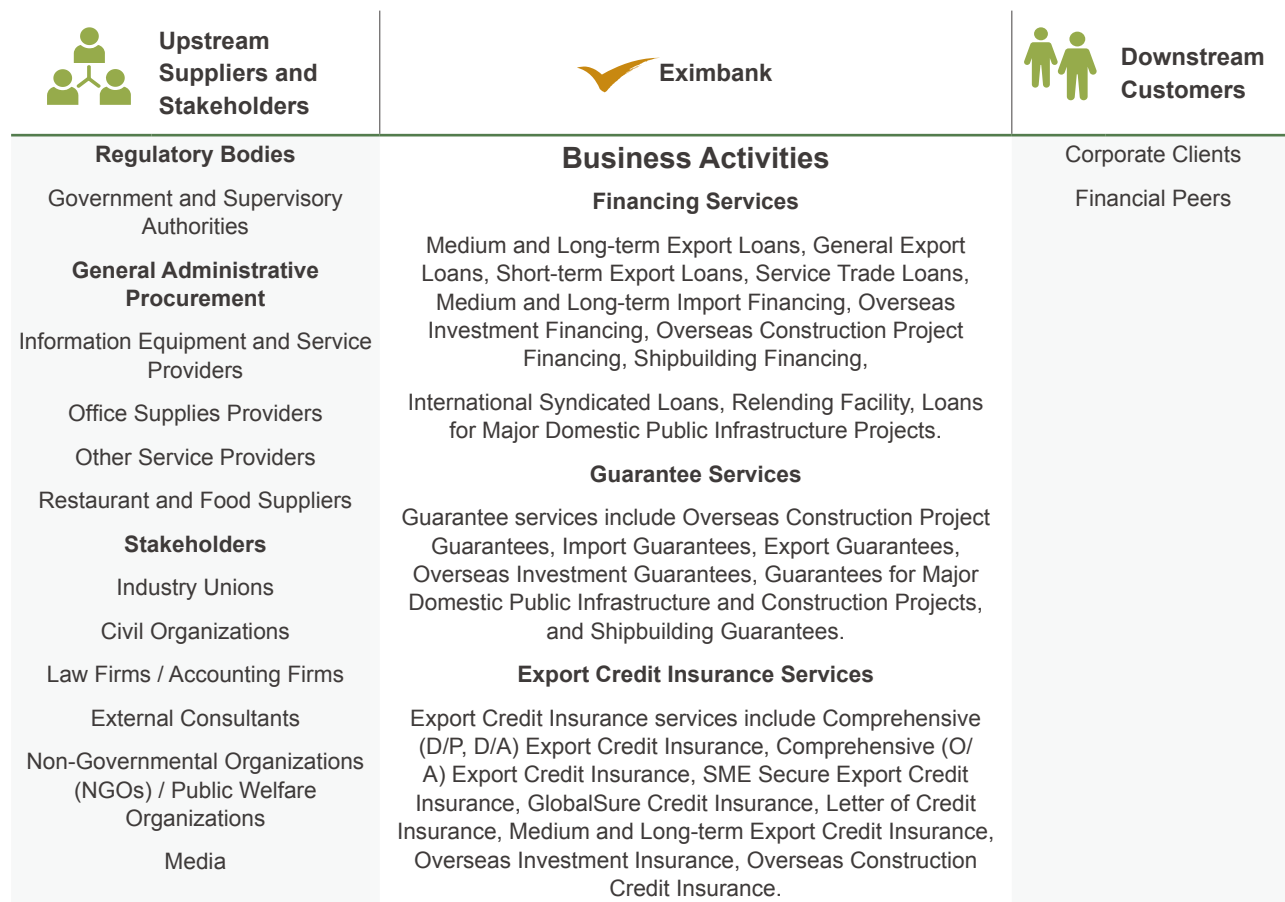 Upstream
Suppliers and
Stakeholders
Eximbank
Downstream
Customers
Regulatory Bodies
Government and Supervisory
Authorities
General Administrative
Procurement
Information Equipment and Service
Providers
Office Supplies Providers
Other Service Providers
Restaurant and Food Suppliers
Stakeholders
Industry Unions
Civil Organizations
Law Firms / Accounting Firms
External Consultants
Non-Governmental Organizations
(NGOs) / Public Welfare
Organizations
Media
Business Activities
Financing Services
Medium and Long-term Export Loans, General Export
Loans, Short-term Export Loans, Service Trade Loans,
Medium and Long-term Import Financing, Overseas
Investment Financing, Overseas Construction Project
Financing, Shipbuilding Financing,
International Syndicated Loans, Relending Facility, Loans
for Major Domestic Public Infrastructure Projects.
Guarantee Services
Guarantee services include Overseas Construction Project
Guarantees, Import Guarantees, Export Guarantees,
Overseas Investment Guarantees, Guarantees for Major
Domestic Public Infrastructure and Construction Projects,
and Shipbuilding Guarantees.
Export Credit Insurance Services
Export Credit Insurance services include Comprehensive
(D/P, D/A) Export Credit Insurance, Comprehensive (O/
A) Export Credit Insurance, SME Secure Export Credit
Insurance, GlobalSure Credit Insurance, Letter of Credit
Insurance, Medium and Long-term Export Credit Insurance,
Overseas Investment Insurance, Overseas Construction
Credit Insurance.
Corporate Clients
Financial Peers